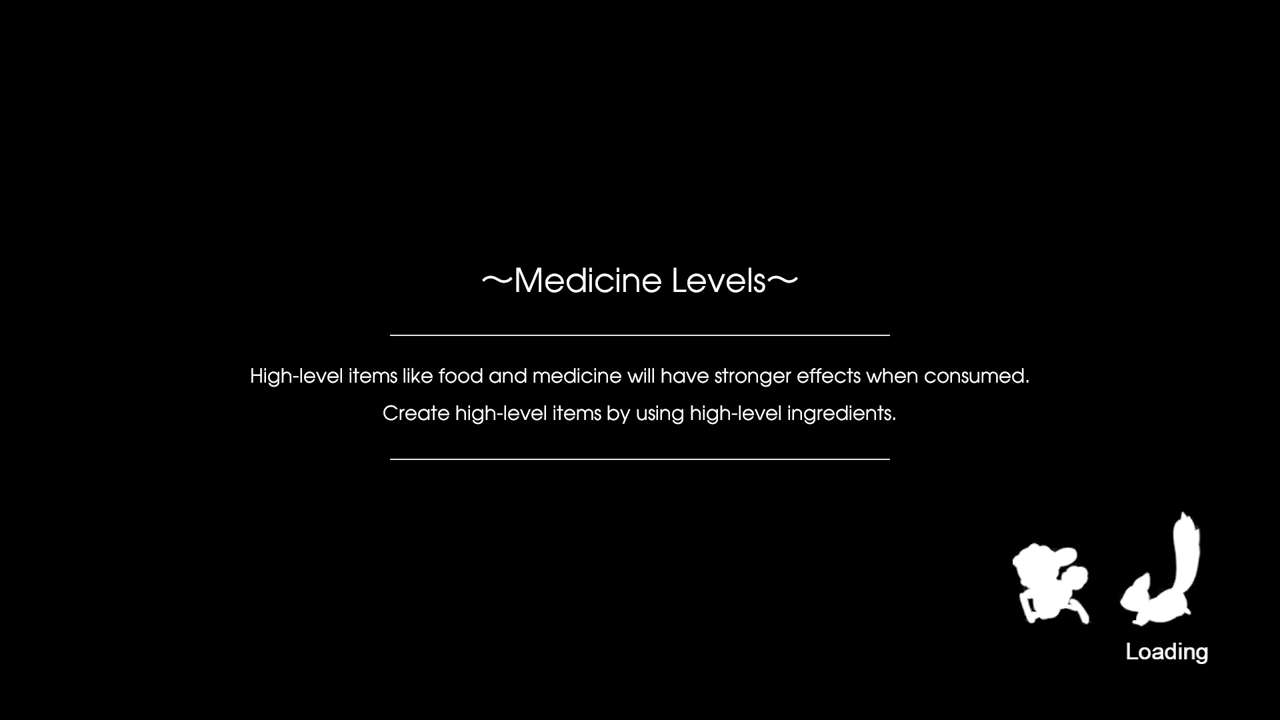 ～Medicine Levels～
High-level items like food and medicine will have stronger effects when consumed.
Create high-level items by using high-level ingredients.
Loading